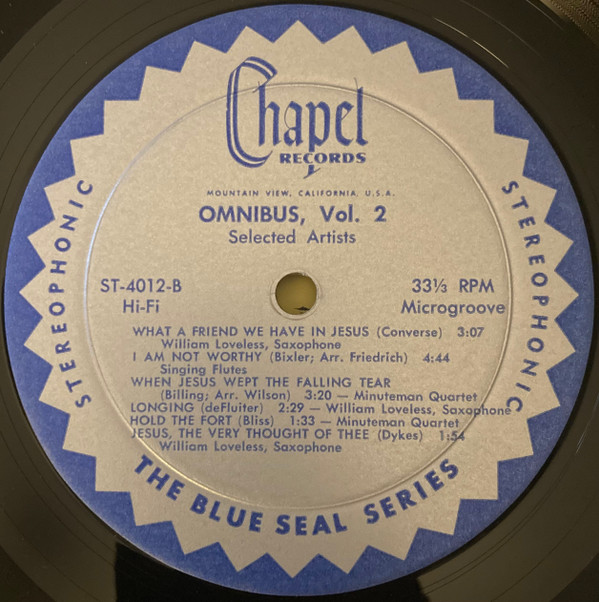 Chapel
RECORDS
MOUNTAIN VIEW, CALIFORNIA, U.S.A.
OMNIBUS, Vol. 2
Selected Artists
STEREOPHONIC
STEREOPHONIC
ST-4012-B
Hi-Fi
33⅓ RPM
Microgroove
WHAT A FRIEND WE HAVE IN JESUS (Converse) 3:07
William Loveless, Saxophone
I AM NOT WORTHY (Bixler; Arr. Friedrich) 4:44
Singing Flutes
WHEN JESUS WEPT THE FALLING TEAR
(Billing; Arr. Wilson) 3:20 — Minuteman Quartet
LONGING (deFluiter) 2:29 — William Loveless, Saxophone
HOLD THE FORT (Bliss) 1:33 — Minuteman Quartet
JESUS, THE VERY THOUGHT OF THEE (Dykes) 1:54
William Loveless, Saxophone
THE BLUE SEAL SERIES